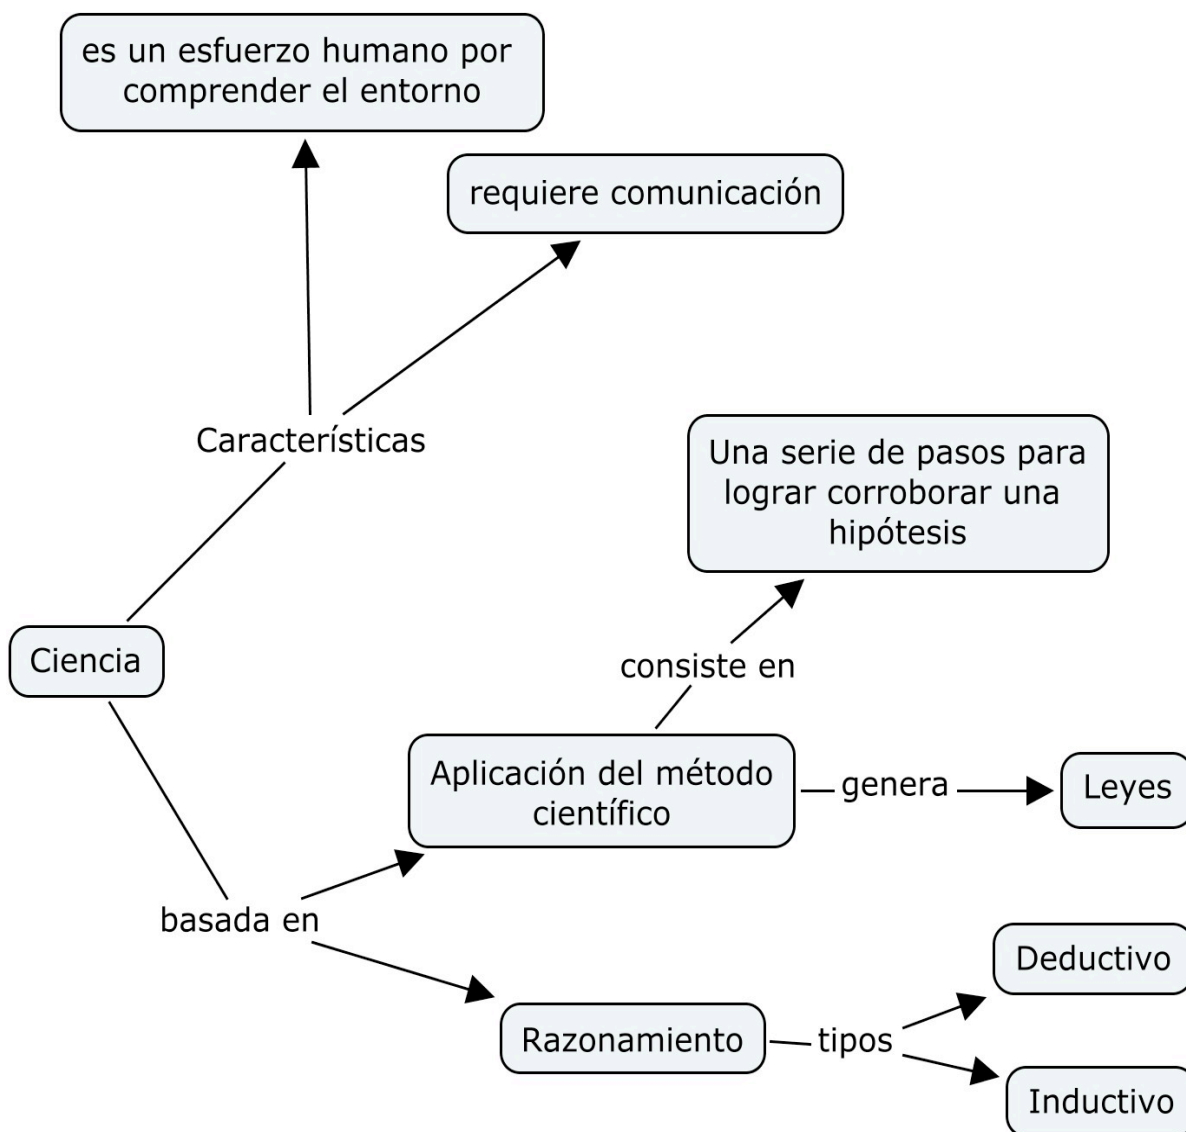 es un esfuerzo humano por
comprender el entorno
requiere comunicación
Características
Una serie de pasos para
lograr corroborar una
hipótesis
Ciencia
consiste en
Aplicación del método
científico
genera
Leyes
basada en
Deductivo
Razonamiento
tipos
Inductivo